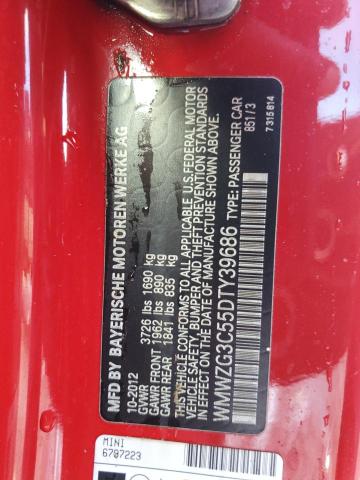 MFD BY BAYERISCHE MOTOREN WERKE AG
10-2012
GVWR 3726 lbs 1690 kg
GAWR FRONT 1962 lbs 890 kg
GAWR REAR 1841 lbs 835 kg
THIS VEHICLE CONFORMS TO ALL APPLICABLE U.S. FEDERAL MOTOR
VEHICLE SAFETY, BUMPER, AND THEFT PREVENTION STANDARDS
IN EFFECT ON THE DATE OF MANUFACTURE SHOWN ABOVE.
WMWZG3C55DTY39686 TYPE: PASSENGER CAR
851/3
7315814
MINI
6787223